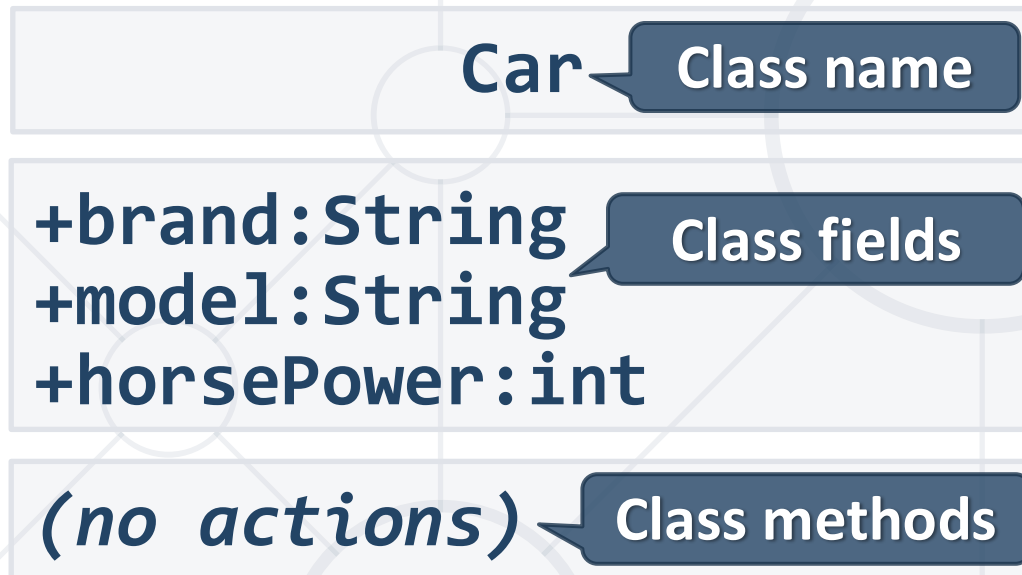 Car
Class name
+brand:String
Class fields
+model:String
+horsePower:int
(no actions)
Class methods